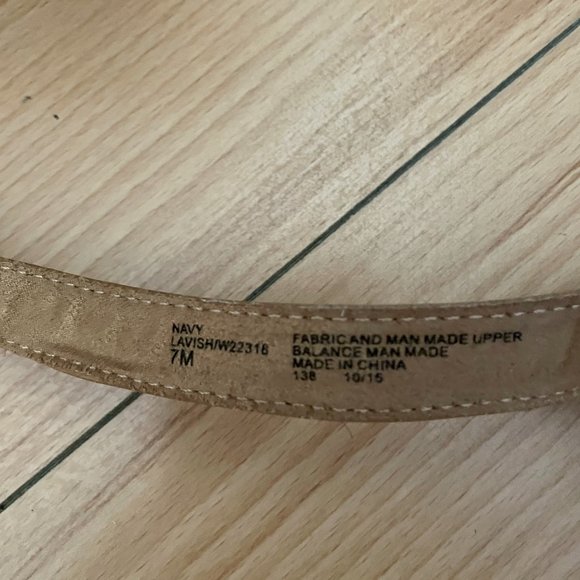 NAVY
LAVISH/W22316
7M
FABRIC AND MAN MADE UPPER
BALANCE MAN MADE
MADE IN CHINA
138 10/15